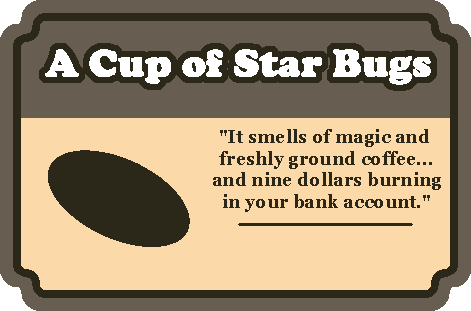 A Cup of Star Bugs
"It smells of magic and
freshly ground coffee...
and nine dollars burning
in your bank account."